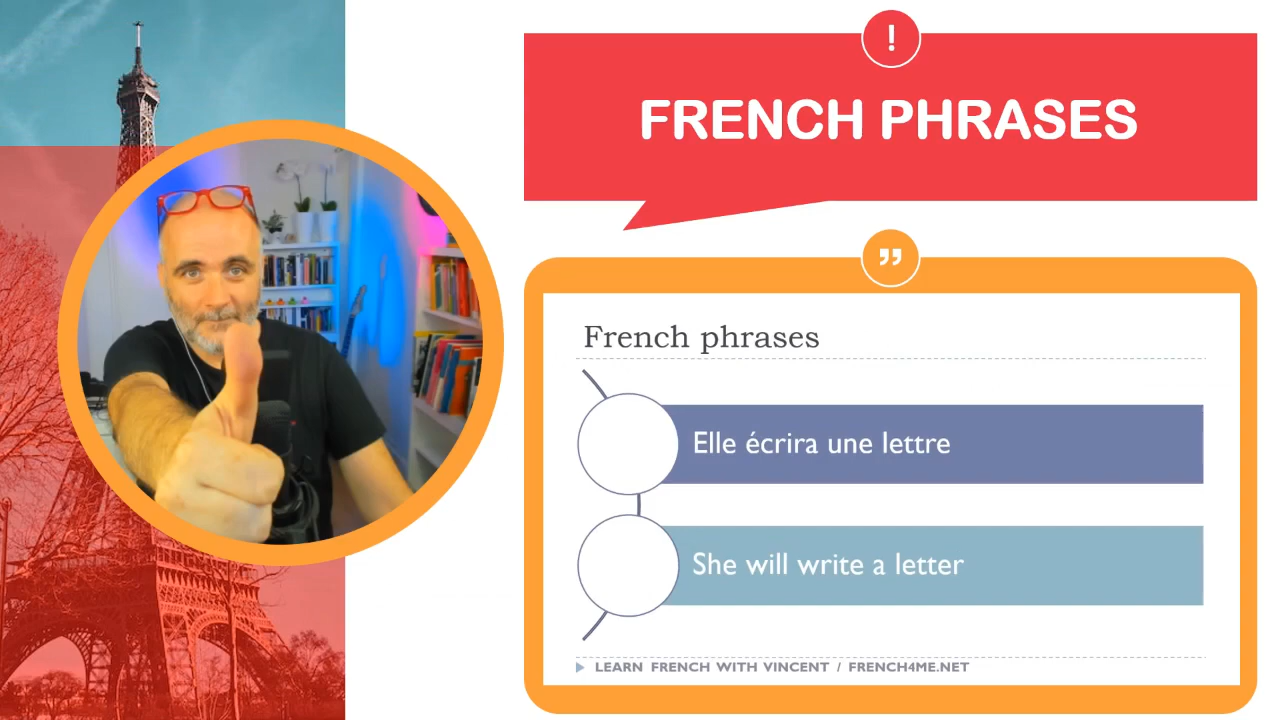 !
FRENCH PHRASES
”
French phrases
Elle écrira une lettre
She will write a letter
LEARN FRENCH WITH VINCENT / FRENCH4ME.NET